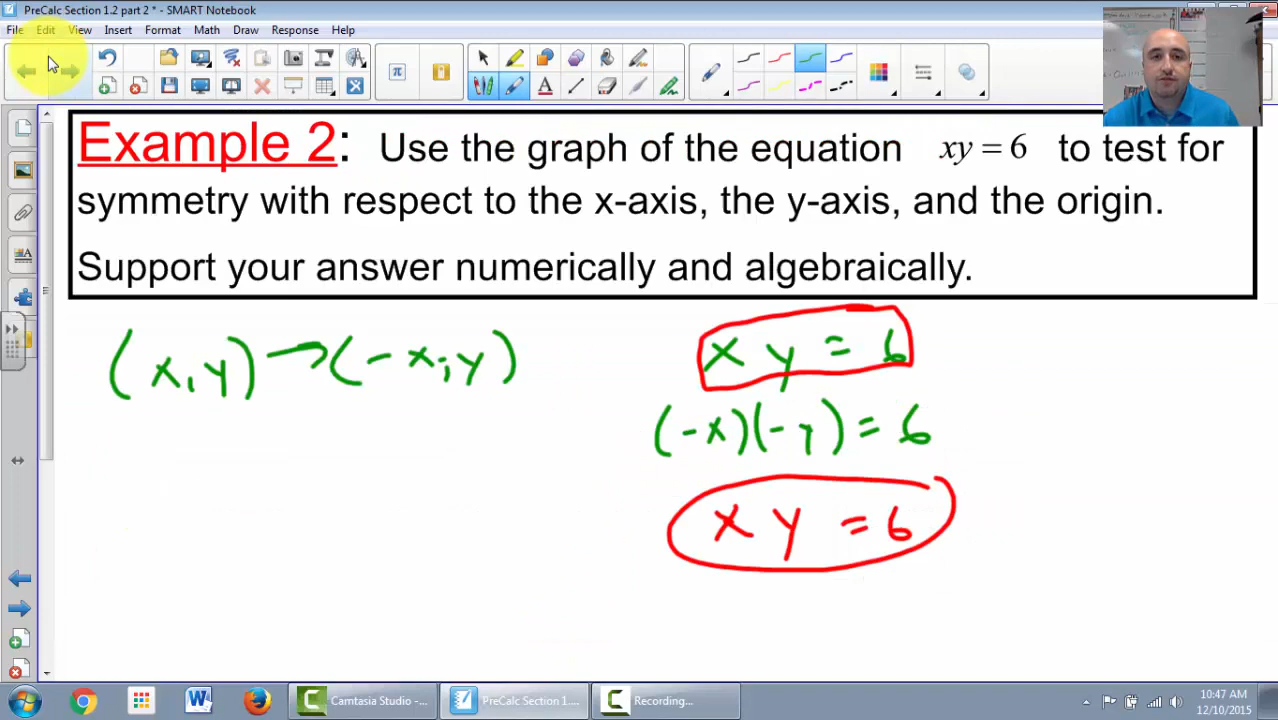 PreCalc Section 1.2 part 2 * - SMART Notebook
File Edit View Insert Format Math Draw Response Help
Example 2: Use the graph of the equation xy = 6 to test for
symmetry with respect to the x-axis, the y-axis, and the origin.
Support your answer numerically and algebraically.
(x,y) → (-x,y)
xy = 6
(-x)(-y) = 6
xy = 6
Camtasia Studio -...
PreCalc Section 1....
Recording...
10:47 AM
12/10/2015